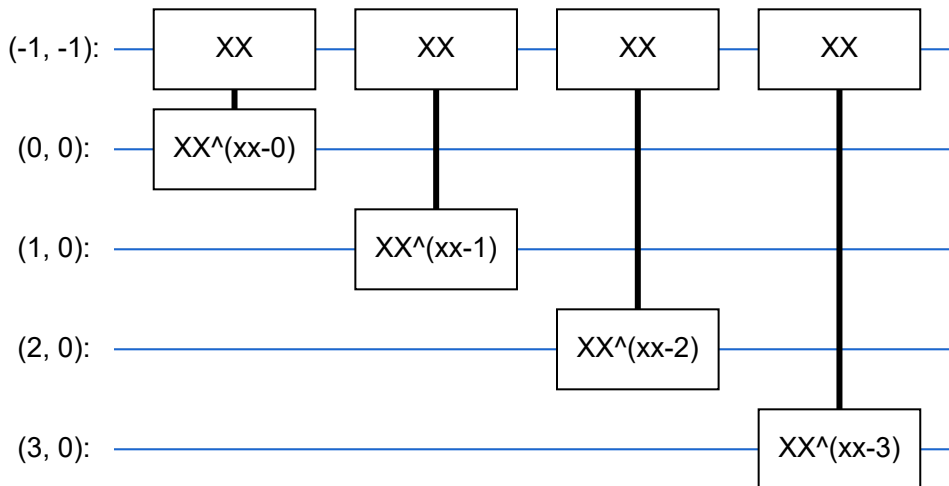 (-1, -1): XX XX XX XX
(0, 0): XX^(xx-0)
(1, 0): XX^(xx-1)
(2, 0): XX^(xx-2)
(3, 0): XX^(xx-3)